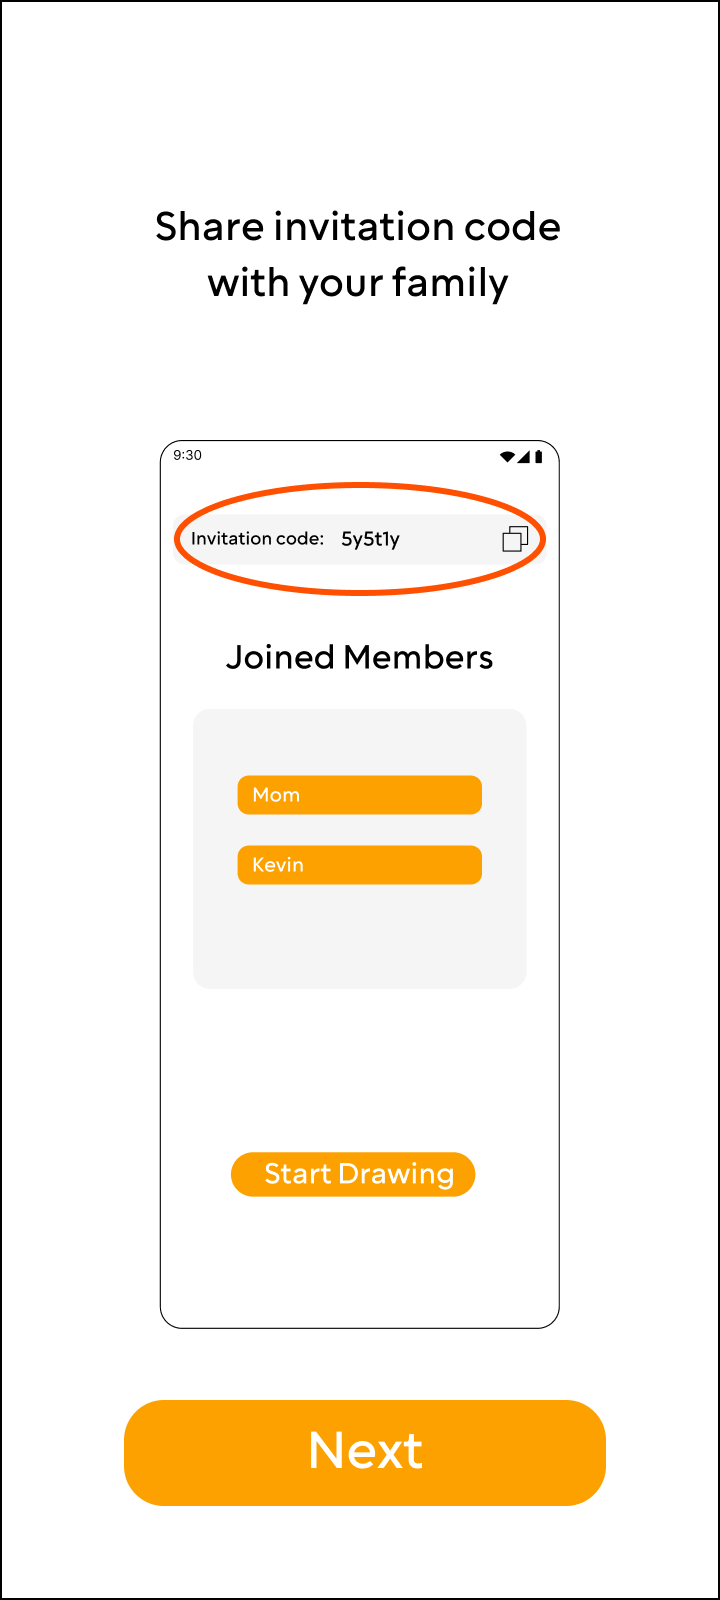 Share invitation code
with your family
9:30
Invitation code: 5y5t1y
Joined Members
Mom
Kevin
Start Drawing
Next